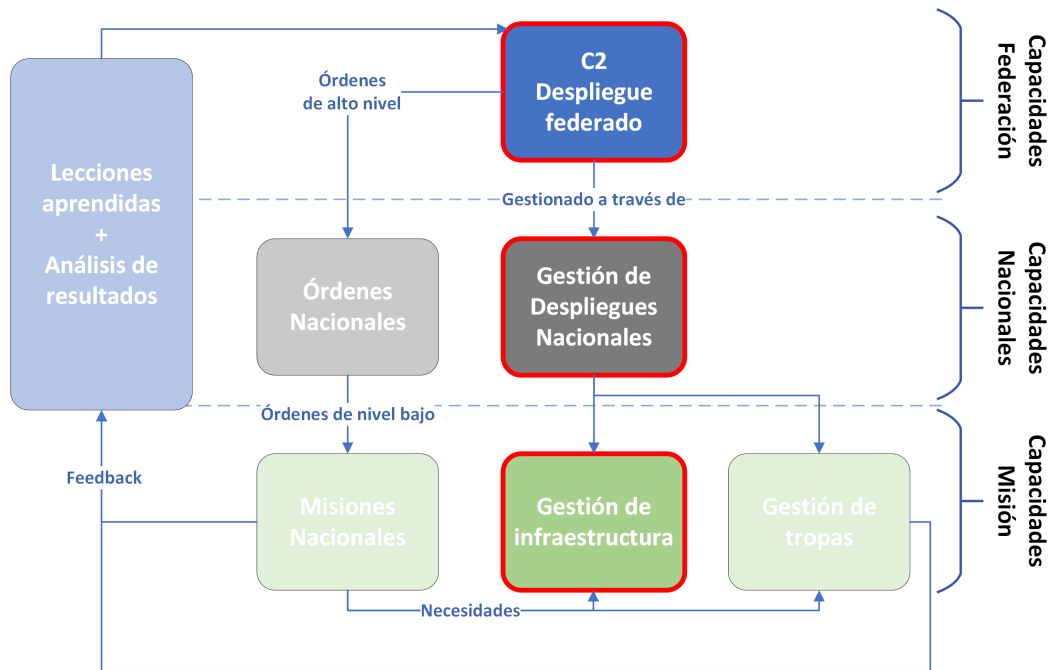 C2
Despliegue
federado
Órdenes
de alto nivel
Capacidades
Federación
Lecciones
aprendidas
+
Análisis de
resultados
Gestionado a través de
Órdenes
Nacionales
Gestión de
Despliegues
Nacionales
Capacidades
Nacionales
Órdenes de nivel bajo
Feedback
Misiones
Nacionales
Gestión de
infraestructura
Gestión de
tropas
Capacidades
Misión
Necesidades